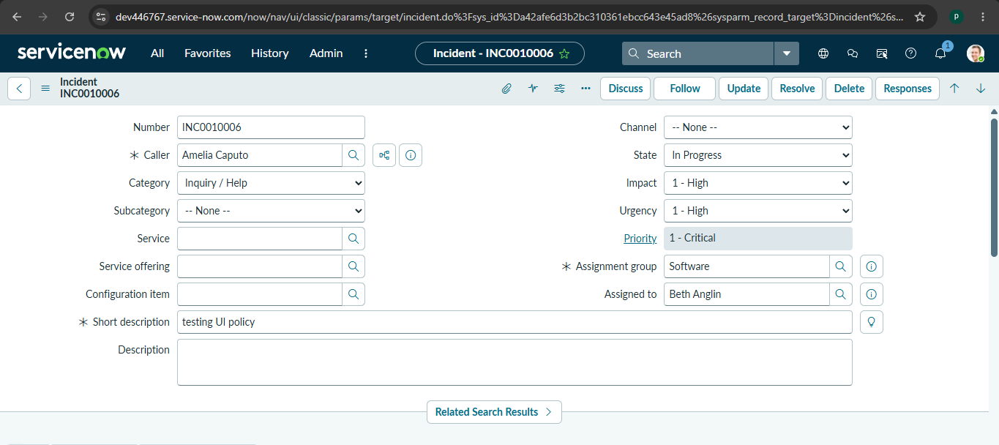 dev446767.service-now.com/now/nav/ui/classic/params/target/incident.do%3Fsys_id%3Da42afe6d3b2bc310361ebcc643e45ad8%26sysparm_record_target%3Dincident%26s...
p
servicenow
All
Favorites
History
Admin
Incident - INC0010006
Search
1
Incident
INC0010006
Discuss
Follow
Update
Resolve
Delete
Responses
Number
INC0010006
Channel
-- None --
Caller
Amelia Caputo
State
In Progress
Category
Inquiry / Help
Impact
1 - High
Subcategory
-- None --
Urgency
1 - High
Service
Priority
1 - Critical
Service offering
Assignment group
Software
Configuration item
Assigned to
Beth Anglin
Short description
testing UI policy
Description
Related Search Results